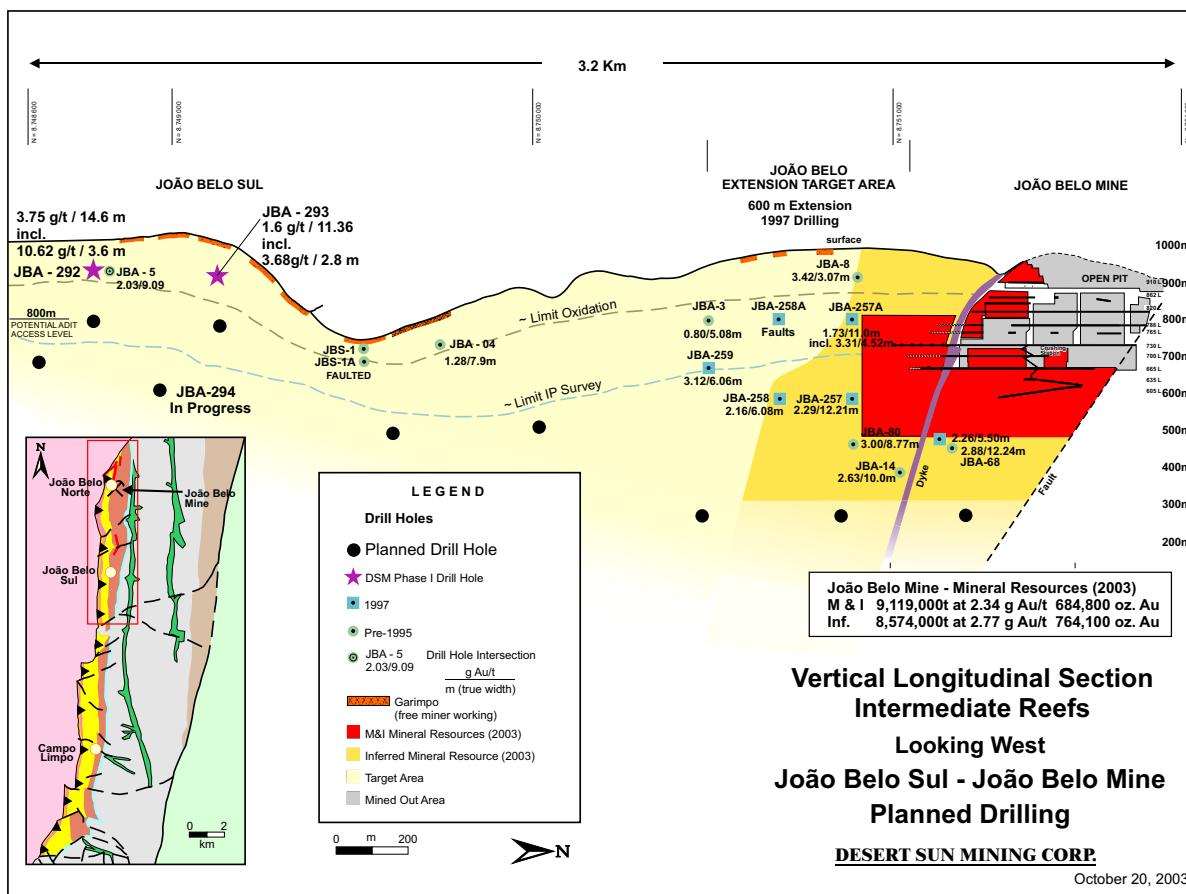 3.2 Km
N = 8.748 600
N = 8.749 000
N = 8.750 000
N = 8.751 000
JOÃO BELO SUL
JOÃO BELO
EXTENSION TARGET AREA
JOÃO BELO MINE
600 m Extension
1997 Drilling
surface
3.75 g/t / 14.6 m
incl.
10.62 g/t / 3.6 m
JBA - 292
JBA - 5
2.03/9.09
JBA - 293
1.6 g/t / 11.36
incl.
3.68g/t / 2.8 m
800m
POTENTIAL ADIT
ACCESS LEVEL
JBA-294
In Progress
JBS-1
JBS-1A
FAULTED
JBA - 04
1.28/7.9m
~ Limit Oxidation
~ Limit IP Survey
JBA-8
3.42/3.07m
JBA-3
0.80/5.08m
JBA-258A
Faults
JBA-257A
1.73/11.0m
incl. 3.31/4.52m
JBA-259
3.12/6.06m
JBA-258
2.16/6.08m
JBA-257
2.29/12.21m
JBA-80
3.00/8.77m
JBA-14
2.63/10.0m
2.26/5.50m
2.88/12.24m
JBA-68
Dyke
Fault
OPEN PIT
Crushing
Station
1000m
900m
800m
700m
600m
500m
400m
300m
200m
910 L
862 L
820 L
786 L
765 L
730 L
700 L
665 L
635 L
605 L
N
João Belo
Norte
João Belo
Mine
João Belo
Sul
Campo
Limpo
0 2
km
LEGEND
Drill Holes
Planned Drill Hole
DSM Phase I Drill Hole
1997
Pre-1995
JBA - 5
2.03/9.09
Drill Hole Intersection
g Au/t
m (true width)
Garimpo
(free miner working)
M&I Mineral Resources (2003)
Inferred Mineral Resource (2003)
Target Area
Mined Out Area
0 m 200
N
João Belo Mine - Mineral Resources (2003)
M & I 9,119,000t at 2.34 g Au/t 684,800 oz. Au
Inf. 8,574,000t at 2.77 g Au/t 764,100 oz. Au
Vertical Longitudinal Section
Intermediate Reefs
Looking West
João Belo Sul - João Belo Mine
Planned Drilling
DESERT SUN MINING CORP.
October 20, 2003